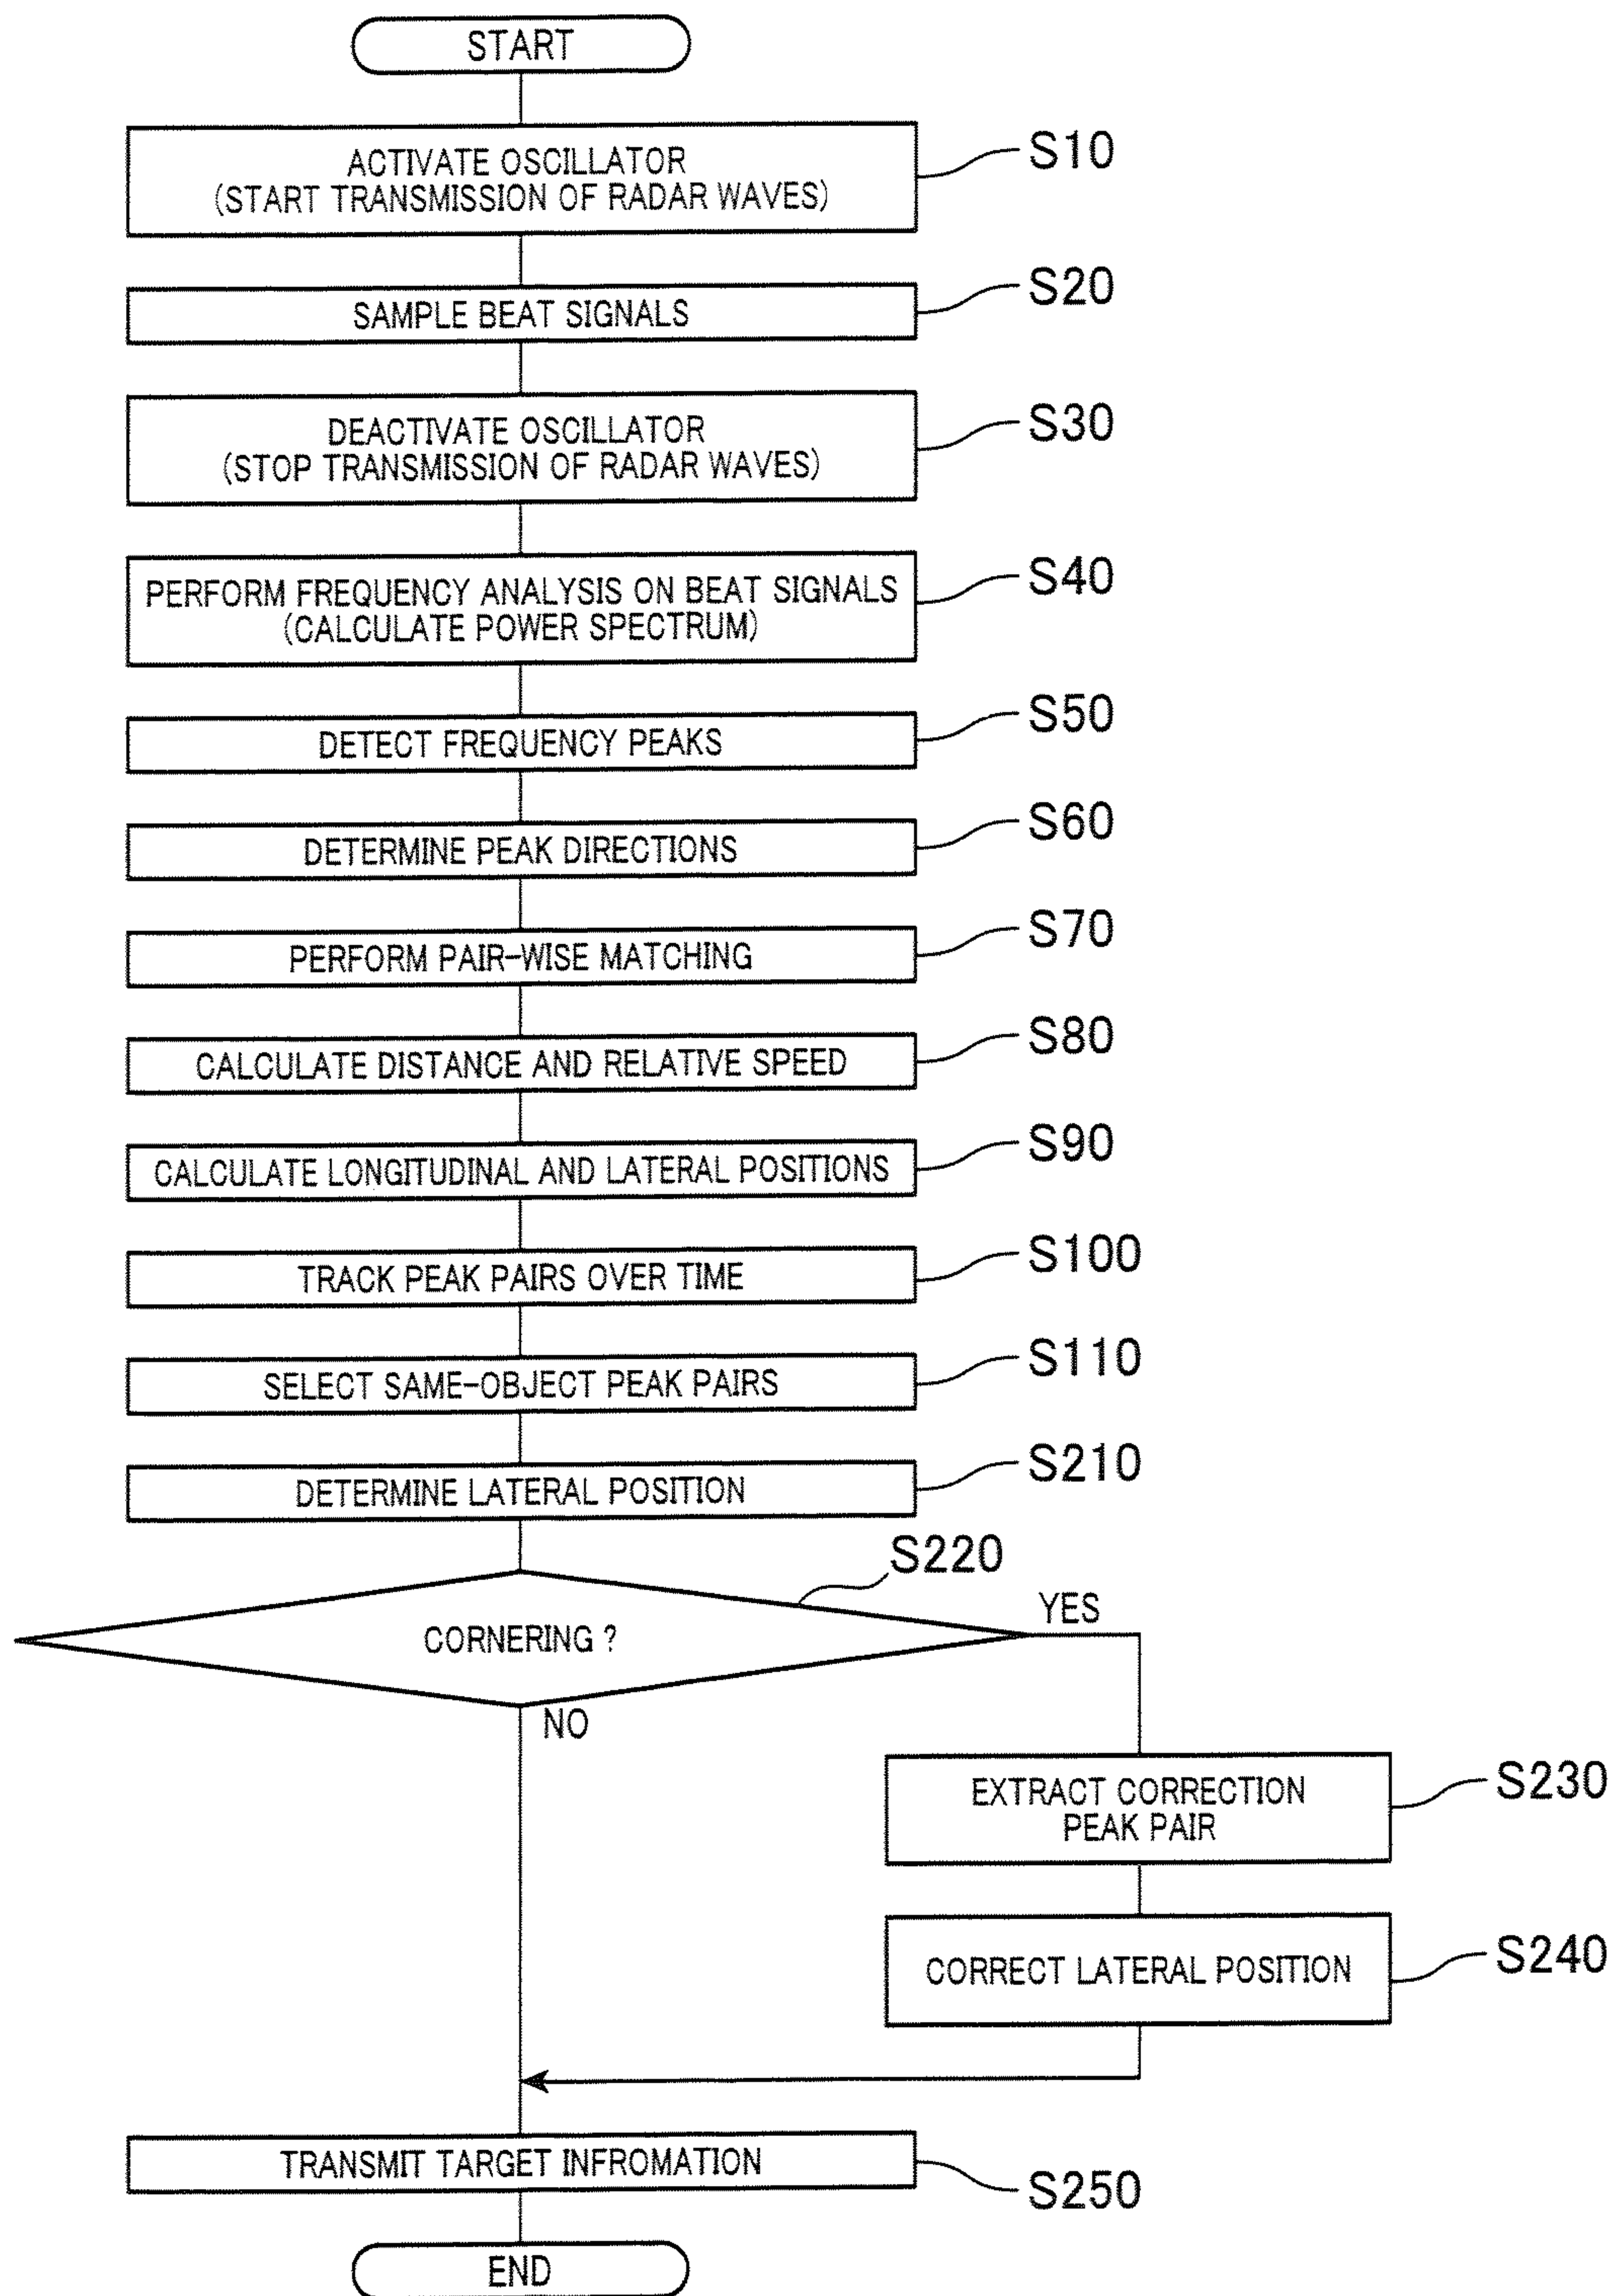 START
ACTIVATE OSCILLATOR
(START TRANSMISSION OF RADAR WAVES)
S10
SAMPLE BEAT SIGNALS
S20
DEACTIVATE OSCILLATOR
(STOP TRANSMISSION OF RADAR WAVES)
S30
PERFORM FREQUENCY ANALYSIS ON BEAT SIGNALS
(CALCULATE POWER SPECTRUM)
S40
DETECT FREQUENCY PEAKS
S50
DETERMINE PEAK DIRECTIONS
S60
PERFORM PAIR-WISE MATCHING
S70
CALCULATE DISTANCE AND RELATIVE SPEED
S80
CALCULATE LONGITUDINAL AND LATERAL POSITIONS
S90
TRACK PEAK PAIRS OVER TIME
S100
SELECT SAME-OBJECT PEAK PAIRS
S110
DETERMINE LATERAL POSITION
S210
CORNERING ?
S220
YES
NO
EXTRACT CORRECTION
PEAK PAIR
S230
CORRECT LATERAL POSITION
S240
TRANSMIT TARGET INFROMATION
S250
END